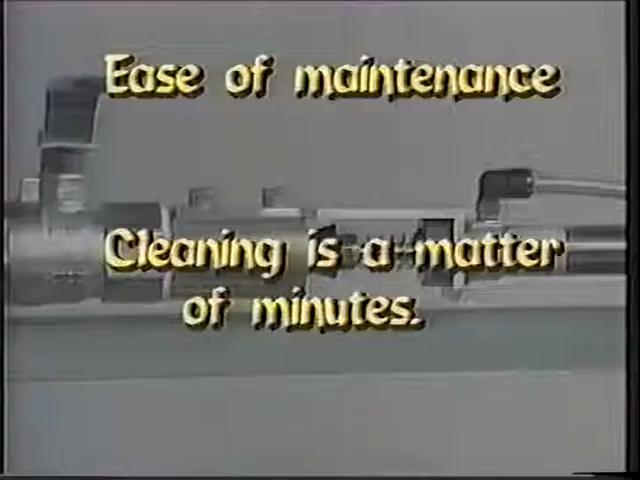 Ease of maintenance
Cleaning is a matter
of minutes.